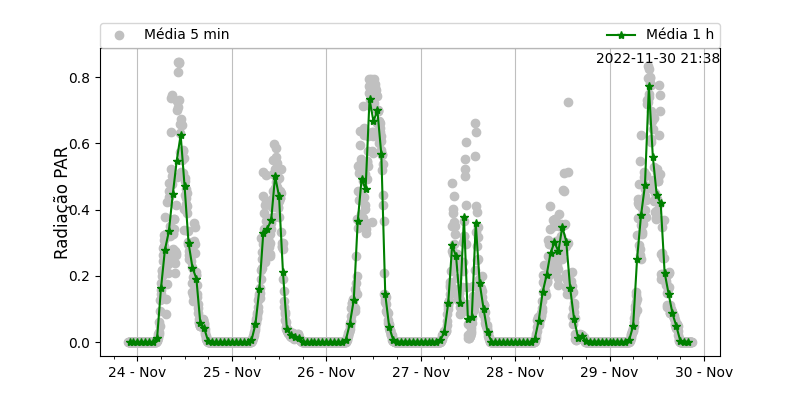 Média 5 min
Média 1 h
2022-11-30 21:38
Radiação PAR
0.8
0.6
0.4
0.2
0.0
24 - Nov
25 - Nov
26 - Nov
27 - Nov
28 - Nov
29 - Nov
30 - Nov